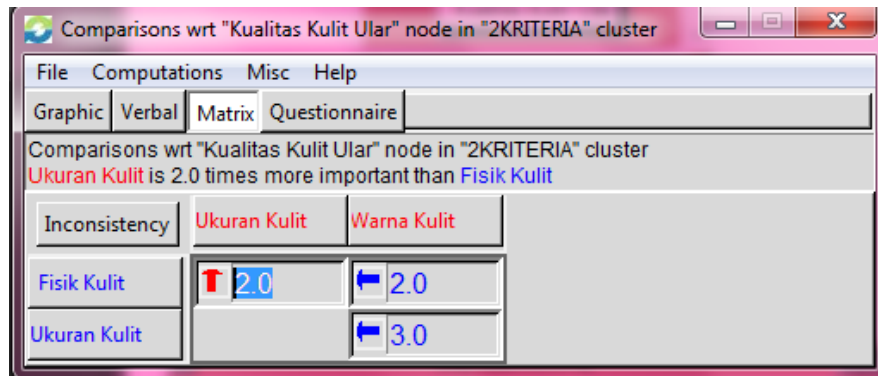 Comparisons wrt "Kualitas Kulit Ular" node in "2KRITERIA" cluster
File Computations Misc Help
Graphic Verbal Matrix Questionnaire
Comparisons wrt "Kualitas Kulit Ular" node in "2KRITERIA" cluster
Ukuran Kulit is 2.0 times more important than Fisik Kulit
Inconsistency Ukuran Kulit Warna Kulit
Fisik Kulit 2.0 2.0
Ukuran Kulit 3.0